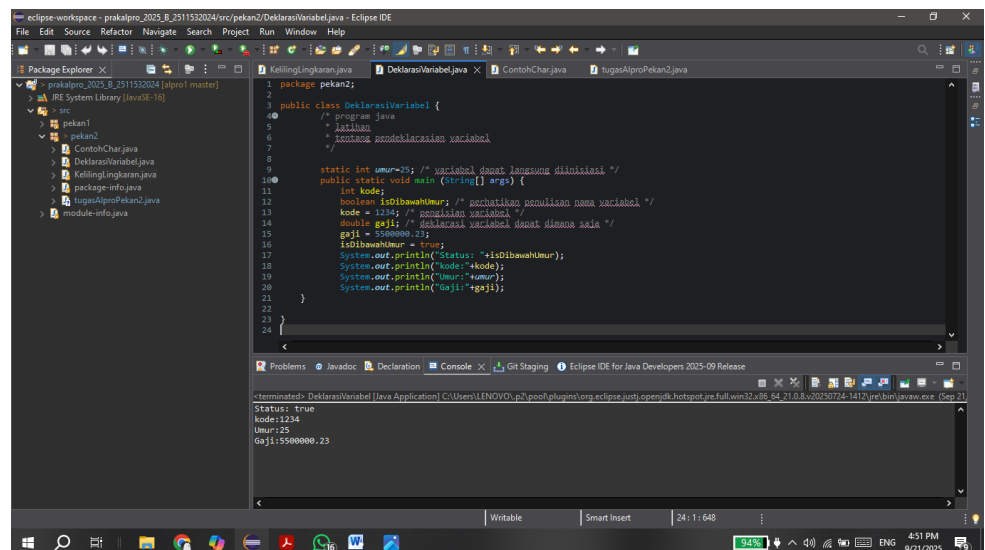 eclipse-workspace - prakalpro_2025_B_2511532024/src/pekan2/DeklarasiVariabel.java - Eclipse IDE
File Edit Source Refactor Navigate Search Project Run Window Help
Package Explorer
> prakalpro_2025_B_2511532024 [alpro1 master]
JRE System Library [JavaSE-16]
> src
pekan1
> pekan2
ContohChar.java
DeklarasiVariabel.java
KelilingLingkaran.java
package-info.java
tugasAlproPekan2.java
module-info.java
KelilingLingkaran.java DeklarasiVariabel.java ContohChar.java tugasAlproPekan2.java
1 package pekan2;
2
3 public class DeklarasiVariabel {
4 /* program java
5 * latihan
6 * tentang pendeklarasian variabel
7 */
8
9 static int umur=25; /* variabel dapat langsung diinisiasi */
10 public static void main (String[] args) {
11 int kode;
12 boolean isDibawahUmur; /* perhatikan penulisan nama variabel */
13 kode = 1234; /* pengisian variabel */
14 double gaji; /* deklarasi variabel dapat dimana saja */
15 gaji = 5500000.23;
16 isDibawahUmur = true;
17 System.out.println("Status: "+isDibawahUmur);
18 System.out.println("kode:"+kode);
19 System.out.println("Umur:"+umur);
20 System.out.println("Gaji:"+gaji);
21 }
22
23 }
24
Problems Javadoc Declaration Console Git Staging Eclipse IDE for Java Developers 2025-09 Release
<terminated> DeklarasiVariabel [Java Application] C:\Users\LENOVO\.p2\pool\plugins\org.eclipse.justj.openjdk.hotspot.jre.full.win32.x86_64_21.0.8.v20250724-1412\jre\bin\javaw.exe (Sep 21,
Status: true
kode:1234
Umur:25
Gaji:5500000.23
Writable Smart Insert 24 : 1 : 648
94% ENG 4:51 PM
9/21/2025
16